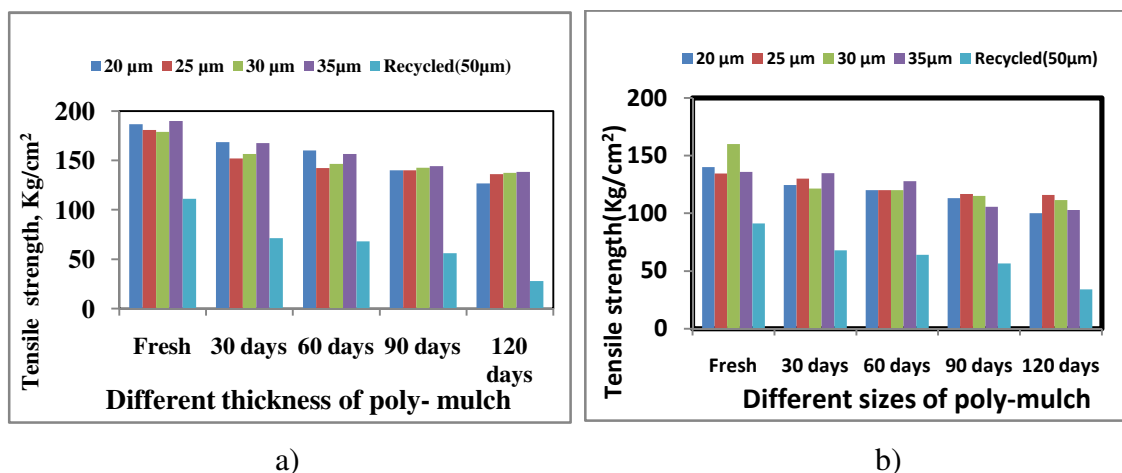 20 µm 25 µm 30 µm 35µm Recycled(50µm)
Tensile strength, Kg/cm²
200
150
100
50
0
Fresh 30 days 60 days 90 days 120 days
Different thickness of poly- mulch
a)
20 µm 25 µm 30 µm 35µm Recycled(50µm)
Tensile strength(Kg/cm²)
200
150
100
50
0
Fresh 30 days 60 days 90 days 120 days
Different sizes of poly-mulch
b)